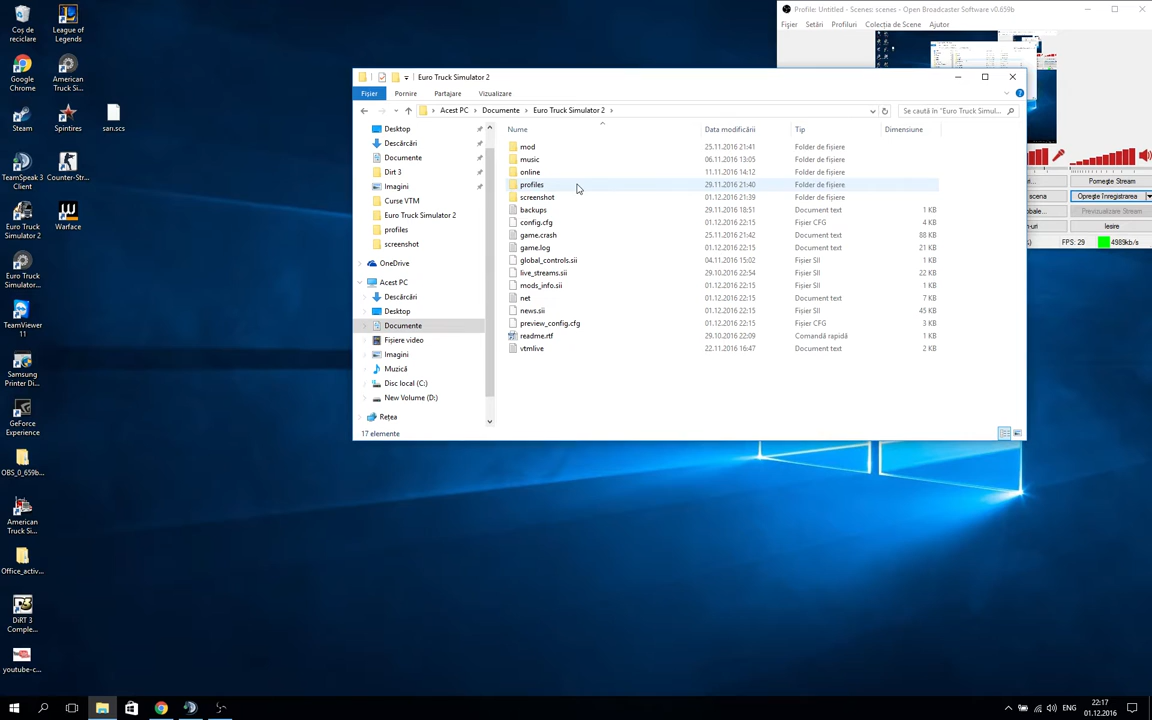 Coș de reciclare
League of Legends
Google Chrome
American Truck Si...
Steam
Spintires
san.scs
TeamSpeak 3 Client
Counter-Str...
Euro Truck Simulator 2
Warface
Euro Truck Simulator...
TeamViewer 11
Samsung Printer Di...
GeForce Experience
OBS_0_659b...
American Truck Si...
Office_activ...
DiRT 3 Comple...
youtube-c...
Profile: Untitled - Scenes: scenes - Open Broadcaster Software v0.659b
Fișier Setări Profiluri Colecția de Scene Ajutor
Pornește Stream
scena Oprește înregistrarea
obale... Previzualizare Stream
n-uri Iesire
FPS: 29 4989kb/s
Euro Truck Simulator 2
Fișier Pornire Partajare Vizualizare
Acest PC Documente Euro Truck Simulator 2
Se caută în "Euro Truck Simul...
Desktop
Descărcări
Documente
Dirt 3
Imagini
Curse VTM
Euro Truck Simulator 2
profiles
screenshot
OneDrive
Acest PC
Descărcări
Desktop
Documente
Fișiere video
Imagini
Muzică
Disc local (C:)
New Volume (D:)
Rețea
Nume Data modificării Tip Dimensiune
mod 25.11.2016 21:41 Folder de fișiere
music 06.11.2016 13:05 Folder de fișiere
online 11.11.2016 14:12 Folder de fișiere
profiles 29.11.2016 21:40 Folder de fișiere
screenshot 01.12.2016 21:39 Folder de fișiere
backups 29.11.2016 18:51 Document text 1 KB
config.cfg 01.12.2016 22:15 Fișier CFG 4 KB
game.crash 25.11.2016 21:42 Document text 88 KB
game.log 01.12.2016 22:15 Document text 21 KB
global_controls.sii 04.11.2016 15:02 Fișier SII 1 KB
live_streams.sii 29.10.2016 22:54 Fișier SII 22 KB
mods_info.sii 01.12.2016 22:15 Fișier SII 1 KB
net 01.12.2016 22:15 Document text 7 KB
news.sii 01.12.2016 22:15 Fișier SII 45 KB
preview_config.cfg 01.12.2016 22:15 Fișier CFG 3 KB
readme.rtf 29.10.2016 22:09 Comandă rapidă 1 KB
vtmlive 22.11.2016 16:47 Document text 2 KB
17 elemente
ENG
22:17
01.12.2016